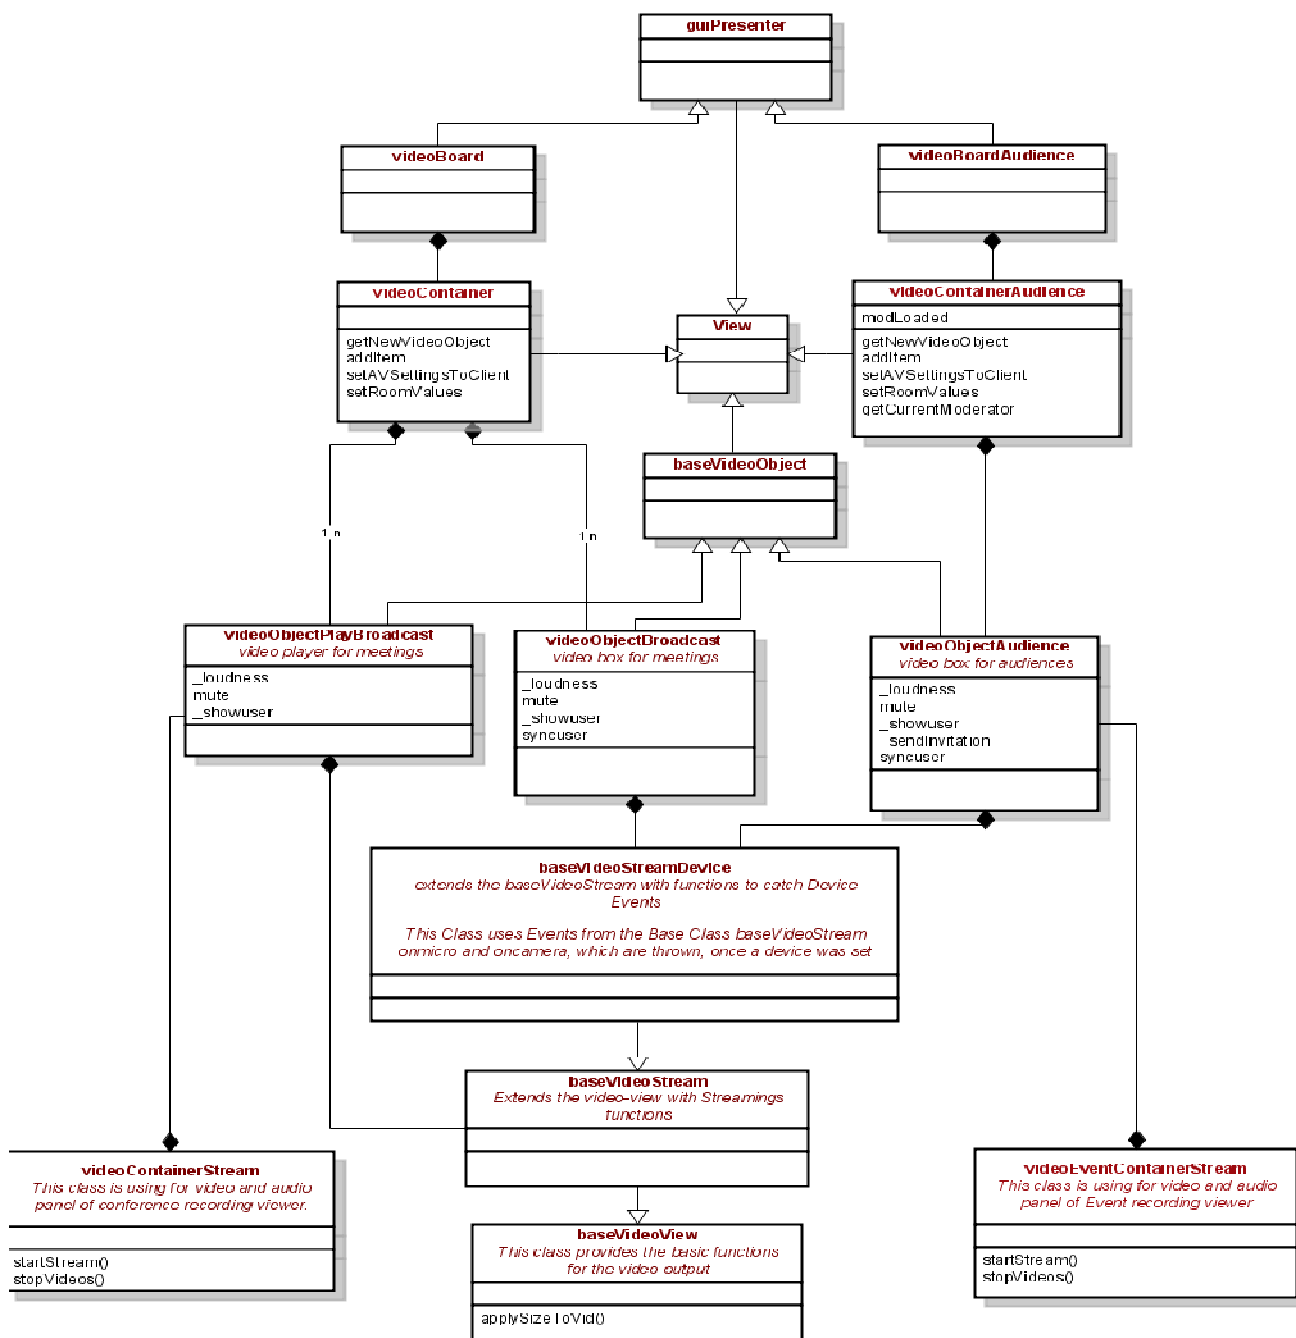 guiPresenter
videoBoard
videoBoardAudience
videoContainer
getNewVideoObject
addItem
setAVSettingsToClient
setRoomValues
View
videoContainerAudience
modLoaded
getNewVideoObject
addItem
setAVSettingsToClient
setRoomValues
getCurrentModerator
baseVideoObject
1 n
1 n
videoObjectPlayBroadcast
video player for meetings
_loudness
mute
_showuser
videoObjectBroadcast
video box for meetings
_loudness
mute
_showuser
syncuser
videoObjectAudience
video box for audiences
_loudness
mute
_showuser
_sendInvitation
syncuser
baseVideoStreamDevice
extends the baseVideoStream with functions to catch Device
Events
This Class uses Events from the Base Class baseVideoStream
onmicro and oncamera, which are thrown, once a device was set
baseVideoStream
Extends the video-view with Streamings
functions
videoContainerStream
This class is using for video and audio
panel of conference recording viewer.
startStream()
stopVideos()
baseVideoView
This class provides the basic functions
for the video output
applySizeToVid()
videoEventContainerStream
This class is using for video and audio
panel of Event recording viewer
startStream()
stopVideos()